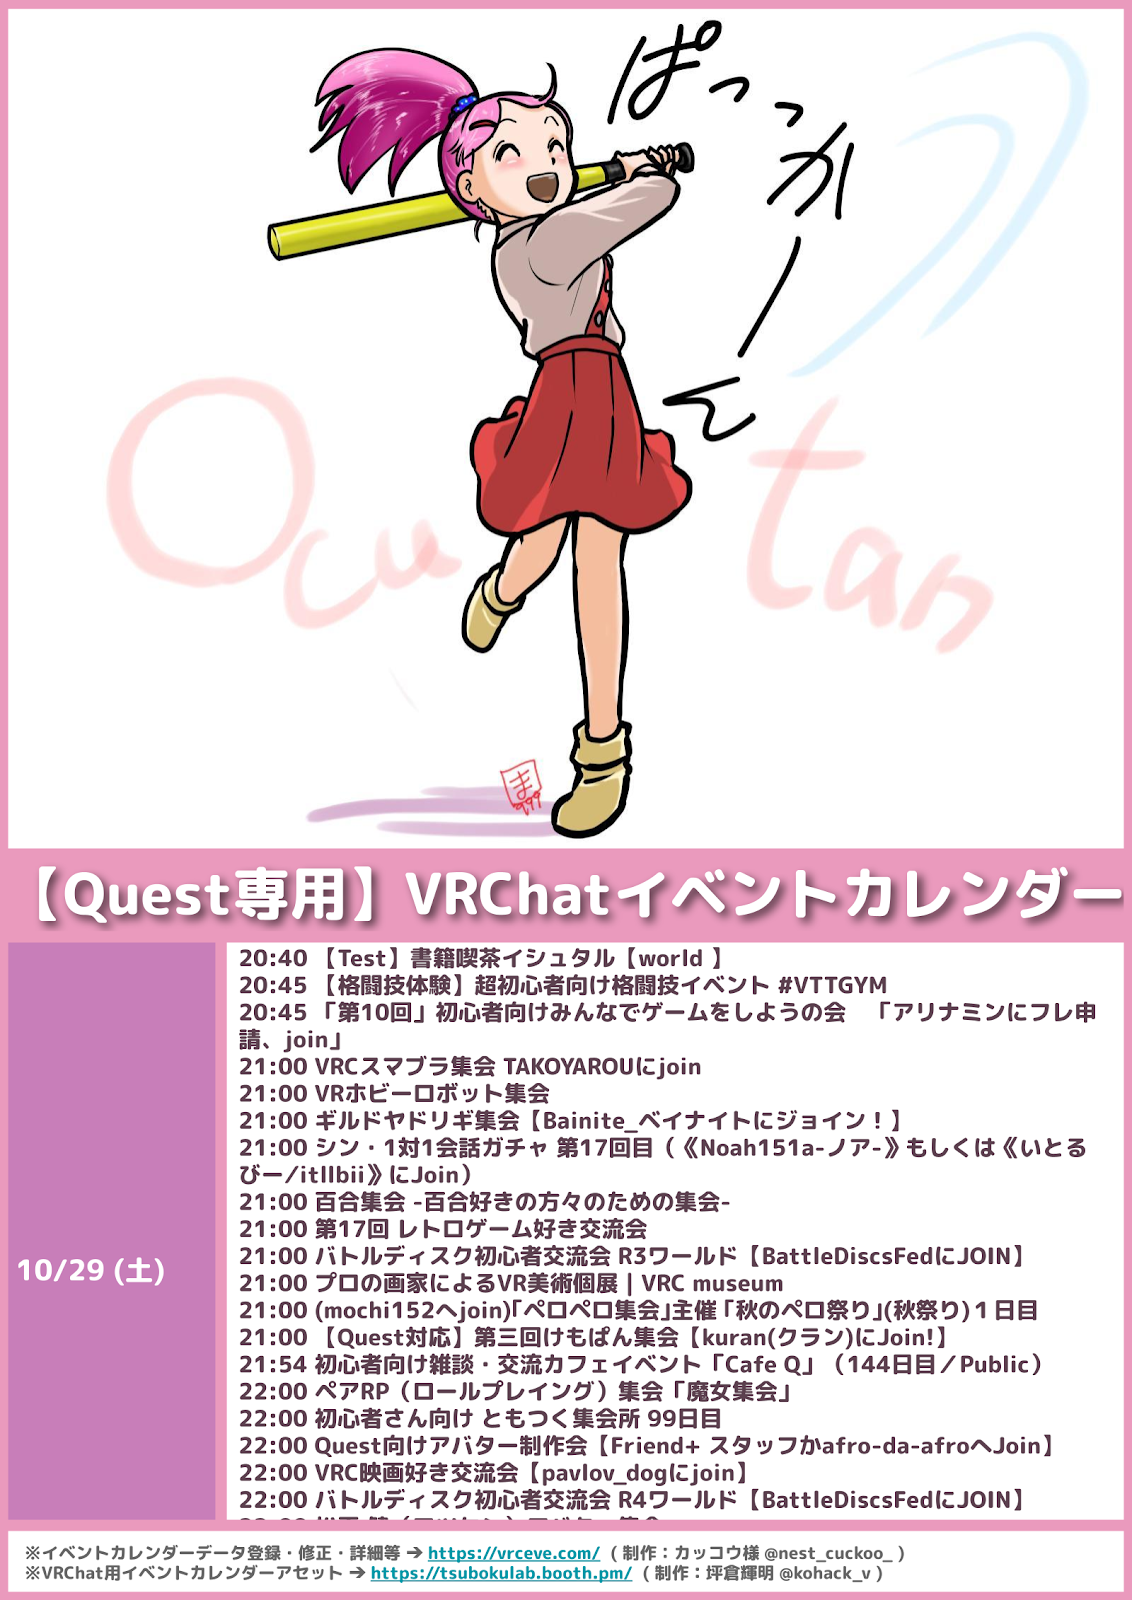 ぱっっかーーん
Ocu tan
ま
999
【Quest専用】VRChatイベントカレンダー
10/29 (土)
20:40 【Test】書籍喫茶イシュタル【world 】
20:45 【格闘技体験】超初心者向け格闘技イベント #VTTGYM
20:45 「第10回」初心者向けみんなでゲームをしようの会　「アリナミンにフレ申
請、join」
21:00 VRCスマブラ集会 TAKOYAROUにjoin
21:00 VRホビーロボット集会
21:00 ギルドヤドリギ集会【Bainite_ベイナイトにジョイン！】
21:00 シン・1対1会話ガチャ 第17回目（《Noah151a-ノア-》もしくは《いとる
びー/itllbii》にJoin）
21:00 百合集会 -百合好きの方々のための集会-
21:00 第17回 レトロゲーム好き交流会
21:00 バトルディスク初心者交流会 R3ワールド【BattleDiscsFedにJOIN】
21:00 プロの画家によるVR美術個展 | VRC museum
21:00 (mochi152へjoin)｢ペロペロ集会｣主催 ｢秋のペロ祭り｣(秋祭り)１日目
21:00 【Quest対応】第三回けもぱん集会【kuran(クラン)にJoin!】
21:54 初心者向け雑談・交流カフェイベント「Cafe Q」（144日目／Public）
22:00 ペアRP（ロールプレイング）集会「魔女集会」
22:00 初心者さん向け ともつく集会所 99日目
22:00 Quest向けアバター制作会【Friend+ スタッフかafro-da-afroへJoin】
22:00 VRC映画好き交流会【pavlov_dogにjoin】
22:00 バトルディスク初心者交流会 R4ワールド【BattleDiscsFedにJOIN】
※イベントカレンダーデータ登録・修正・詳細等 ➔ https://vrceve.com/ ( 制作：カッコウ様 @nest_cuckoo_ )
※VRChat用イベントカレンダーアセット ➔ https://tsubokulab.booth.pm/ ( 制作：坪倉輝明 @kohack_v )